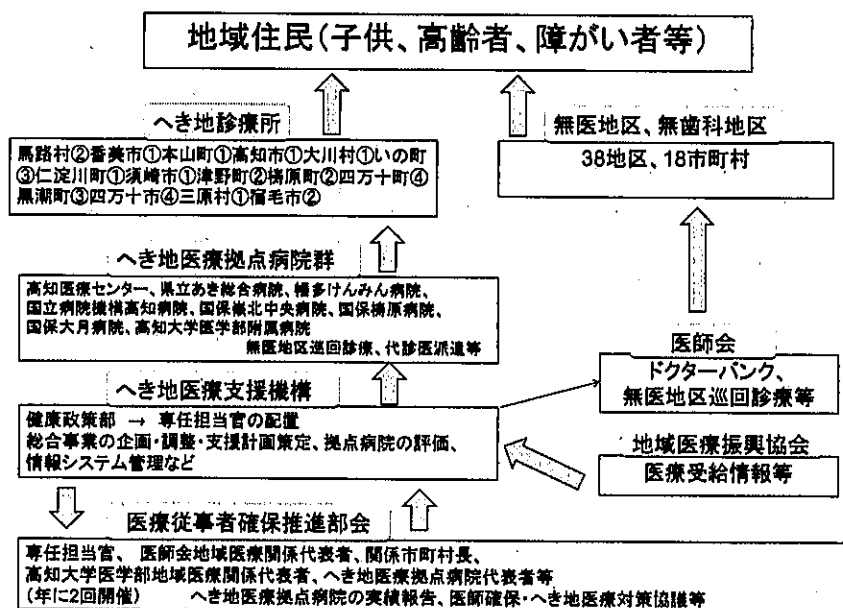 地域住民（子供、高齢者、障がい者等）
へき地診療所
馬路村②香美市①本山町①高知市①大川村①いの町
③仁淀川町①須崎市①津野町②梼原町②四万十町④
黒潮町③四万十市④三原村①宿毛市②
無医地区、無歯科地区
38地区、18市町村
へき地医療拠点病院群
高知医療センター、県立あき総合病院、幡多けんみん病院、
国立病院機構高知病院、国保嶺北中央病院、国保梼原病院、
国保大月病院、高知大学医学部附属病院
無医地区巡回診療、代診医派遣等
医師会
ドクターバンク、
無医地区巡回診療等
へき地医療支援機構
健康政策部 → 専任担当官の配置
総合事業の企画・調整・支援計画策定、拠点病院の評価、
情報システム管理など
地域医療振興協会
医療受給情報等
医療従事者確保推進部会
専任担当官、 医師会地域医療関係代表者、関係市町村長、
高知大学医学部地域医療関係代表者、へき地医療拠点病院代表者等
（年に2回開催） へき地医療拠点病院の実績報告、医師確保・へき地医療対策協議等